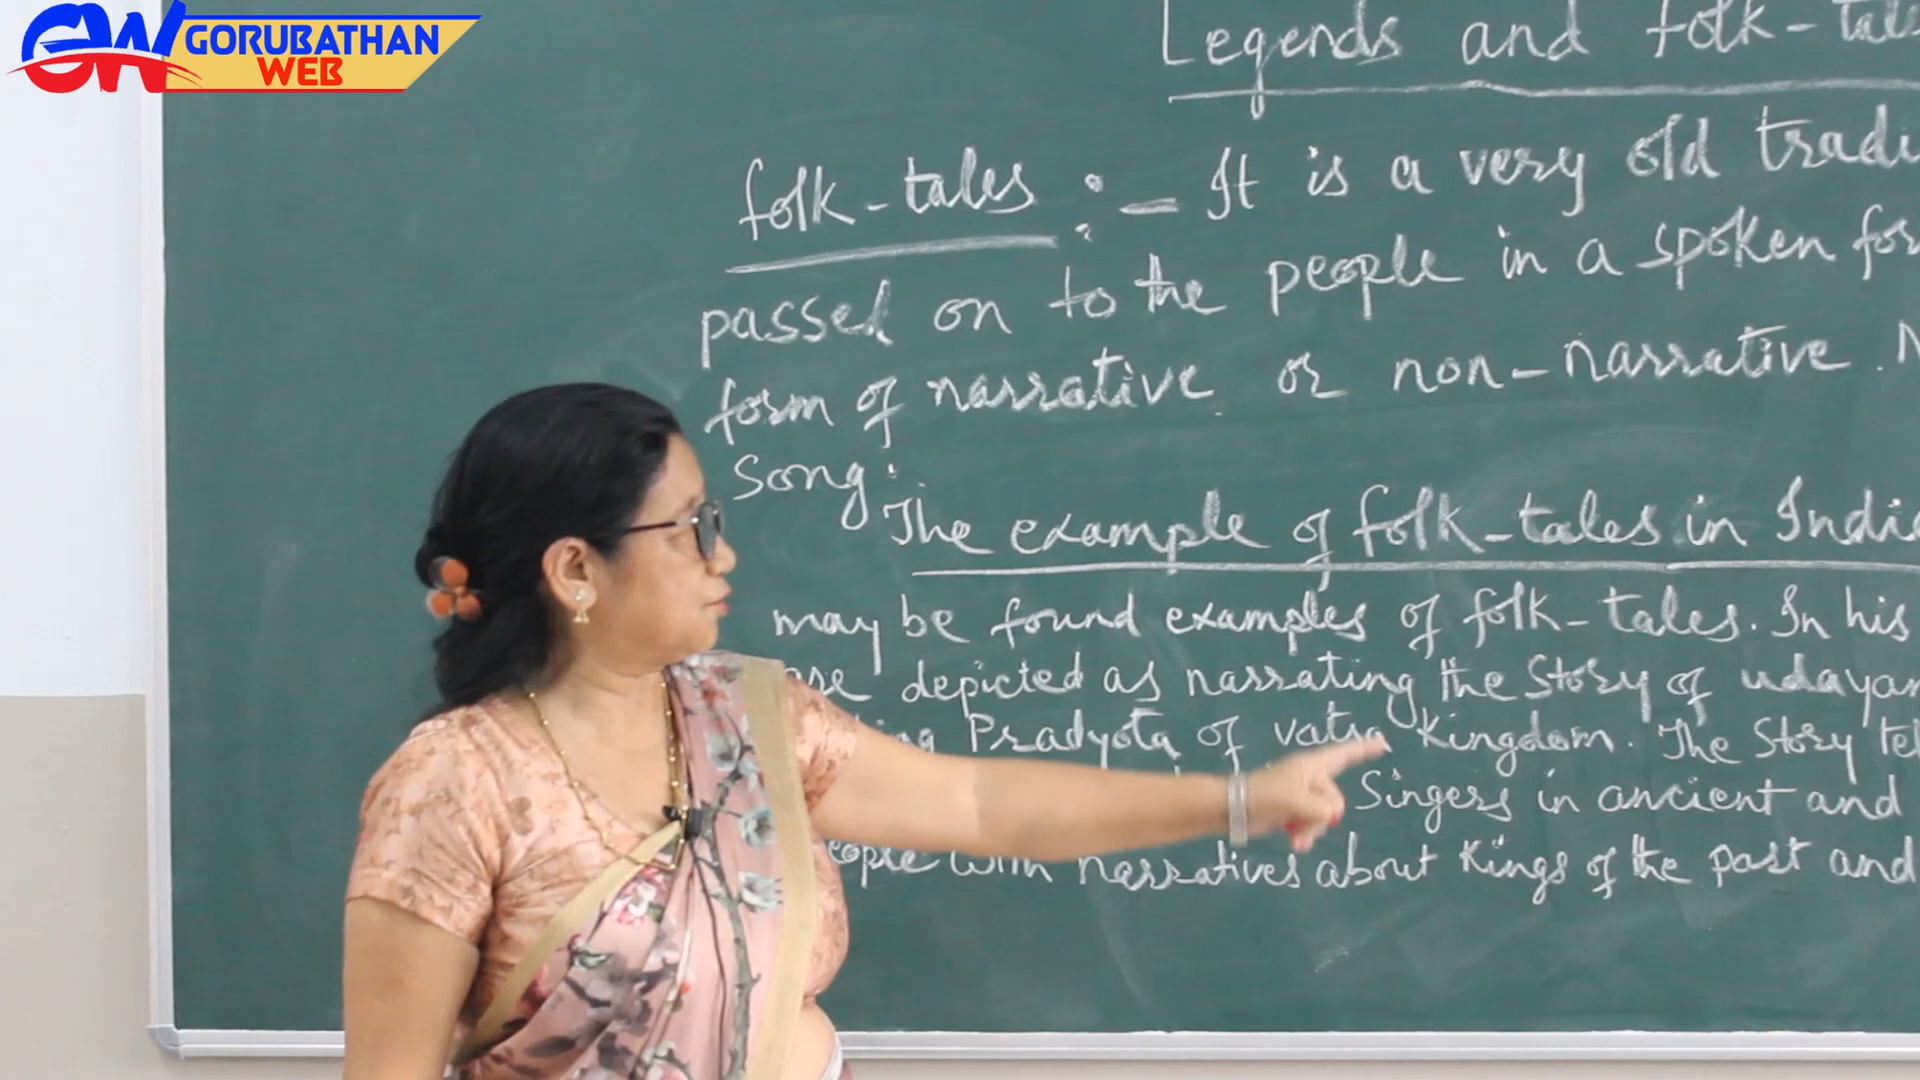 GORUBATHAN
WEB
Legends and folk-tales
folk-tales :- It is a very old tradi
passed on to the people in a spoken for
form of narrative or non-narrative. N
song.
The example of folk-tales in Indi
may be found examples of folk-tales. In his
depicted as narrating the story of udayan
Pradyota of vatsa Kingdom. The Story tel
Singers in ancient and
eople with narratives about Kings of the past and